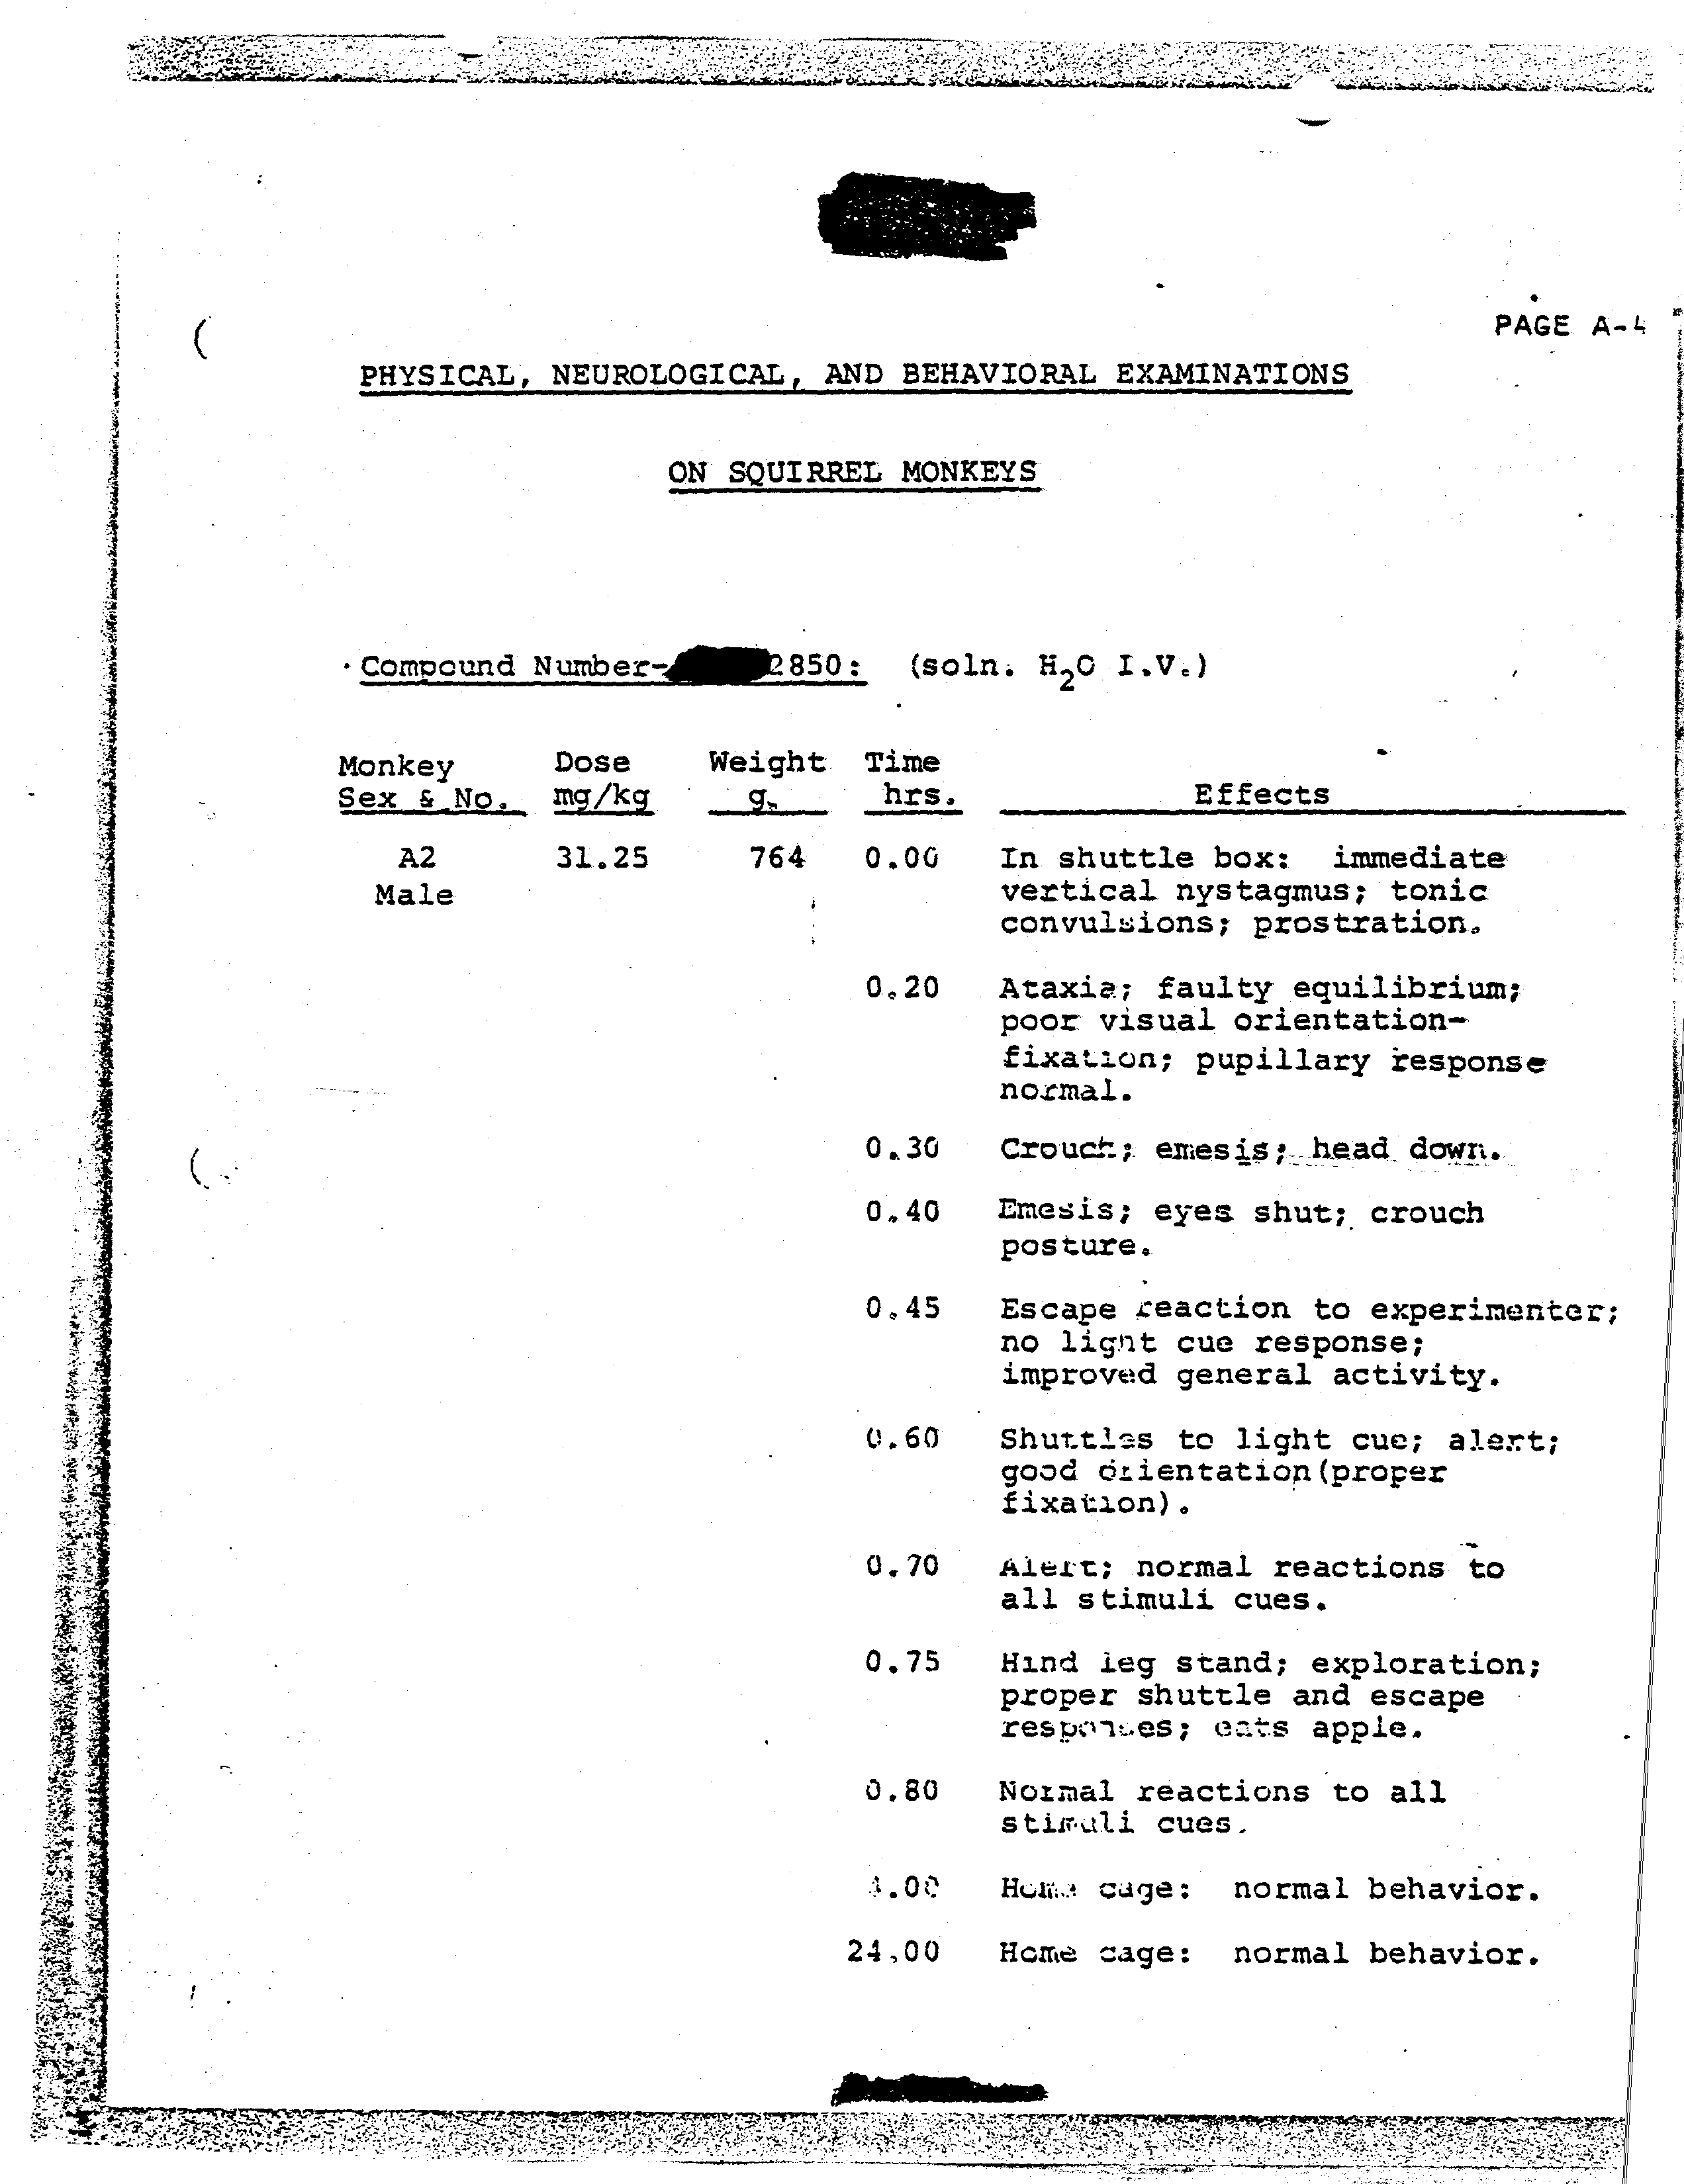 PAGE A-4
PHYSICAL, NEUROLOGICAL, AND BEHAVIORAL EXAMINATIONS
ON SQUIRREL MONKEYS
Compound Number- 2850: (soln. H₂O I.V.)
Monkey Dose Weight Time
Sex & No. mg/kg g. hrs. Effects
A2 31.25 764 0.00 In shuttle box: immediate
Male vertical nystagmus; tonic
convulsions; prostration.
0.20 Ataxia; faulty equilibrium;
poor visual orientation-
fixation; pupillary response
normal.
0.30 Crouch; emesis; head down.
0.40 Emesis; eyes shut; crouch
posture.
0.45 Escape reaction to experimenter;
no light cue response;
improved general activity.
0.60 Shuttles to light cue; alert;
good orientation(proper
fixation).
0.70 Alert; normal reactions to
all stimuli cues.
0.75 Hind leg stand; exploration;
proper shuttle and escape
responses; eats apple.
0.80 Normal reactions to all
stimuli cues.
Home cage: normal behavior.
24.00 Home cage: normal behavior.